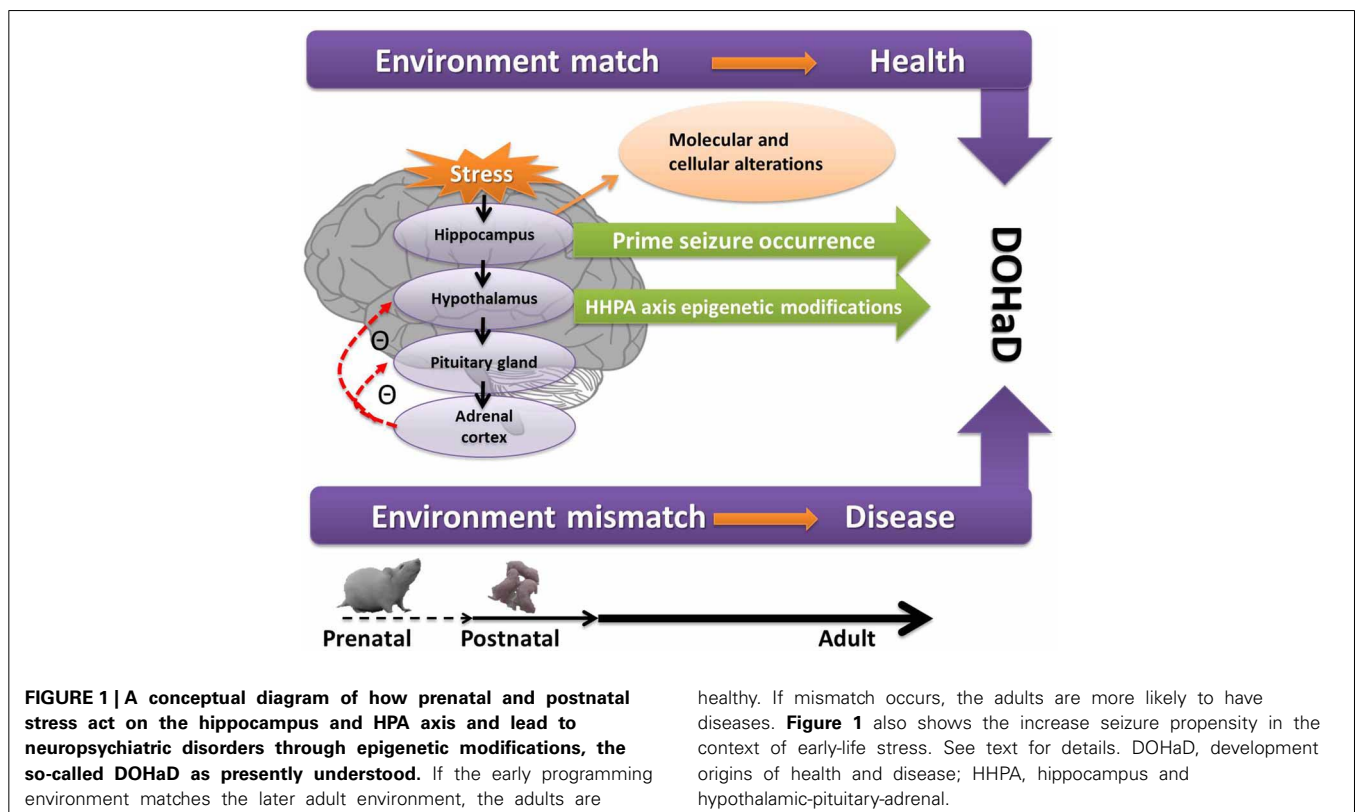 Environment match Health
Molecular and
cellular alterations
Stress
Hippocampus
Prime seizure occurrence
Hypothalamus
HHPA axis epigenetic modifications
Θ
Pituitary gland
Θ
Adrenal
cortex
DOHaD
Environment mismatch Disease
Prenatal Postnatal Adult
FIGURE 1 | A conceptual diagram of how prenatal and postnatal
stress act on the hippocampus and HPA axis and lead to
neuropsychiatric disorders through epigenetic modifications, the
so-called DOHaD as presently understood. If the early programming
environment matches the later adult environment, the adults are
healthy. If mismatch occurs, the adults are more likely to have
diseases. Figure 1 also shows the increase seizure propensity in the
context of early-life stress. See text for details. DOHaD, development
origins of health and disease; HHPA, hippocampus and
hypothalamic-pituitary-adrenal.